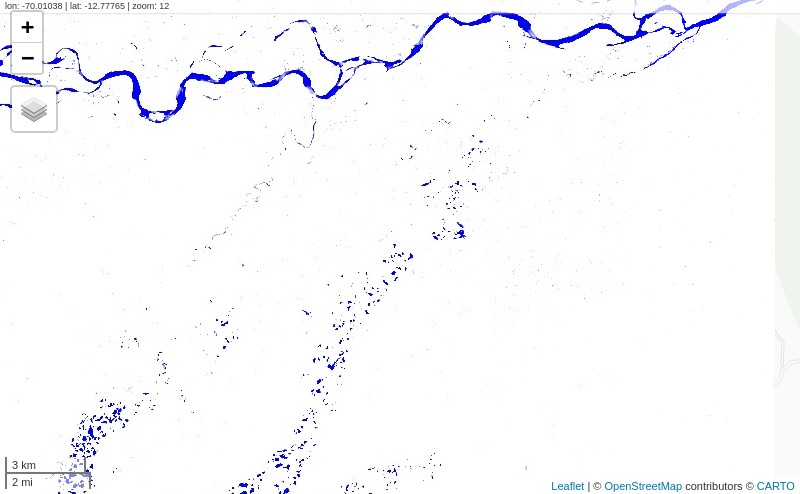 lon: -70.01038 | lat: -12.77765 | zoom: 12
+
−
3 km
2 mi
Leaflet | © OpenStreetMap contributors © CARTO